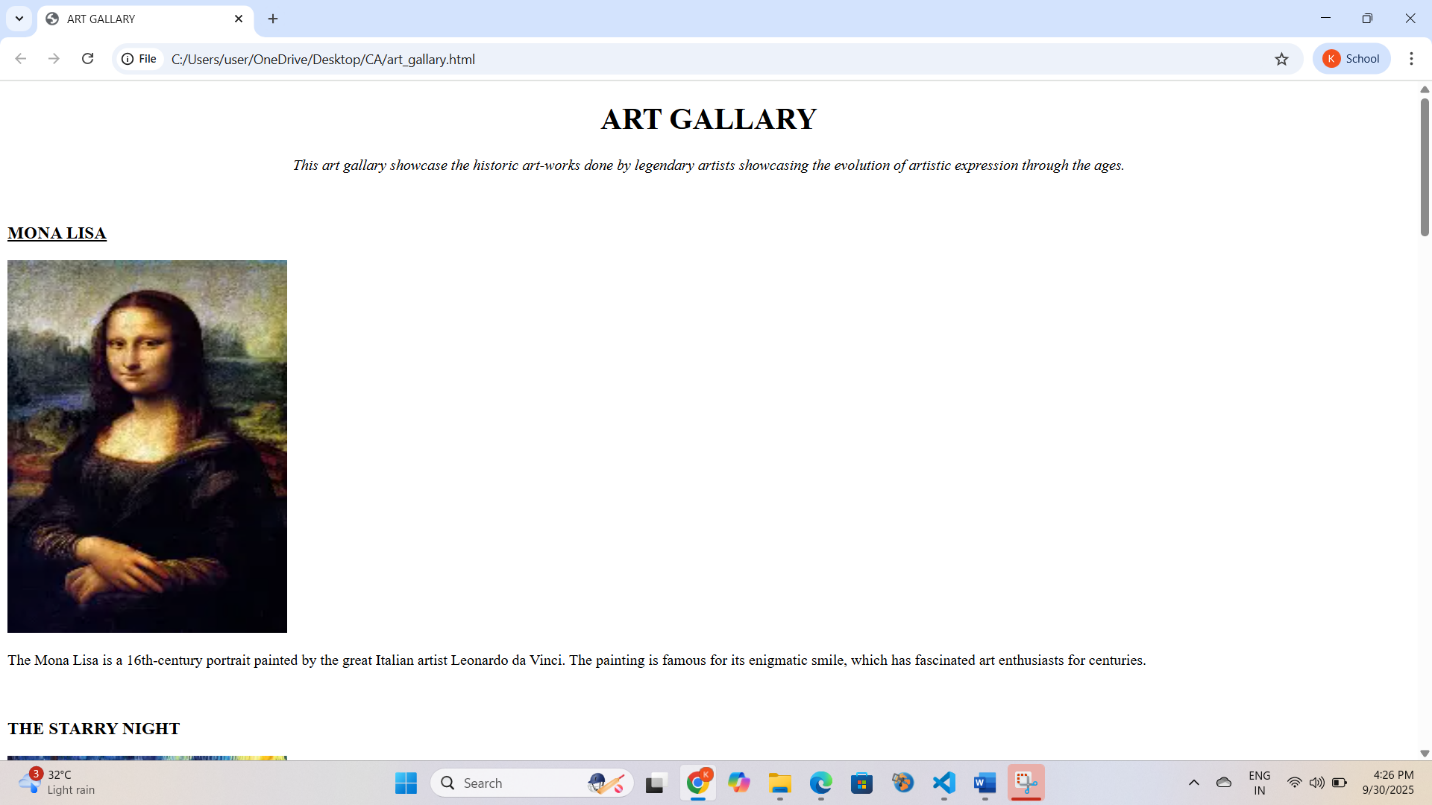 ART GALLARY
File
C:/Users/user/OneDrive/Desktop/CA/art_gallary.html
K
School
ART GALLARY
This art gallary showcase the historic art-works done by legendary artists showcasing the evolution of artistic expression through the ages.
MONA LISA
The Mona Lisa is a 16th-century portrait painted by the great Italian artist Leonardo da Vinci. The painting is famous for its enigmatic smile, which has fascinated art enthusiasts for centuries.
THE STARRY NIGHT
3
32°C
Light rain
Search
K
W
ENG
IN
4:26 PM
9/30/2025